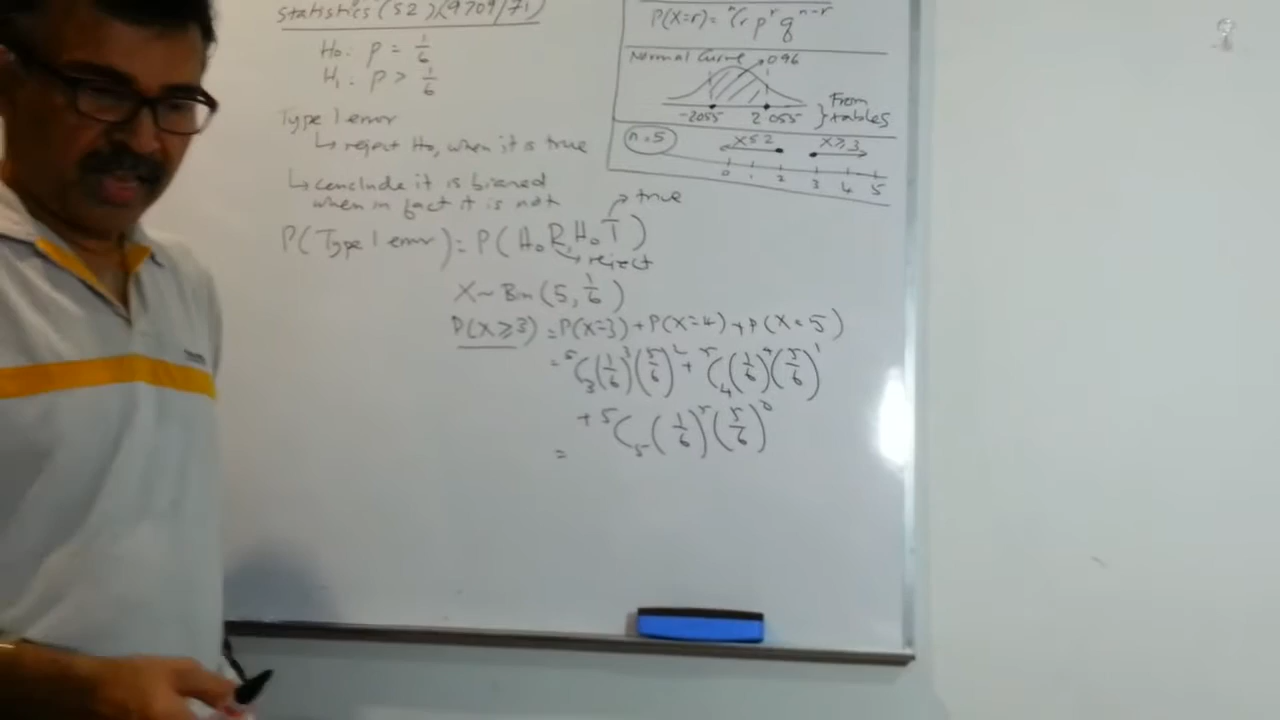 Statistics (S2) (9709/71)
H₀: p = 1/6
H₁: p > 1/6
Type 1 error
↳ reject H₀, when it is true
↳ conclude it is biased
when in fact it is not
P(Type 1 error) = P(H₀ R, H₀ T)
→ true
→ reject
X ~ Bin(5, 1/6)
P(X ≥ 3) = P(X=3) + P(X=4) + P(X=5)
= ⁵C₃(1/6)³(5/6)² + ⁵C₄(1/6)⁴(5/6)¹
+ ⁵C₅(1/6)⁵(5/6)⁰
=
P(X=r) = ⁿCᵣ pʳ qⁿ⁻ʳ
Normal Curve
0.96
-2.055 2.055 } From tables
n = 5
X ≤ 2 X ≥ 3
0 1 2 3 4 5